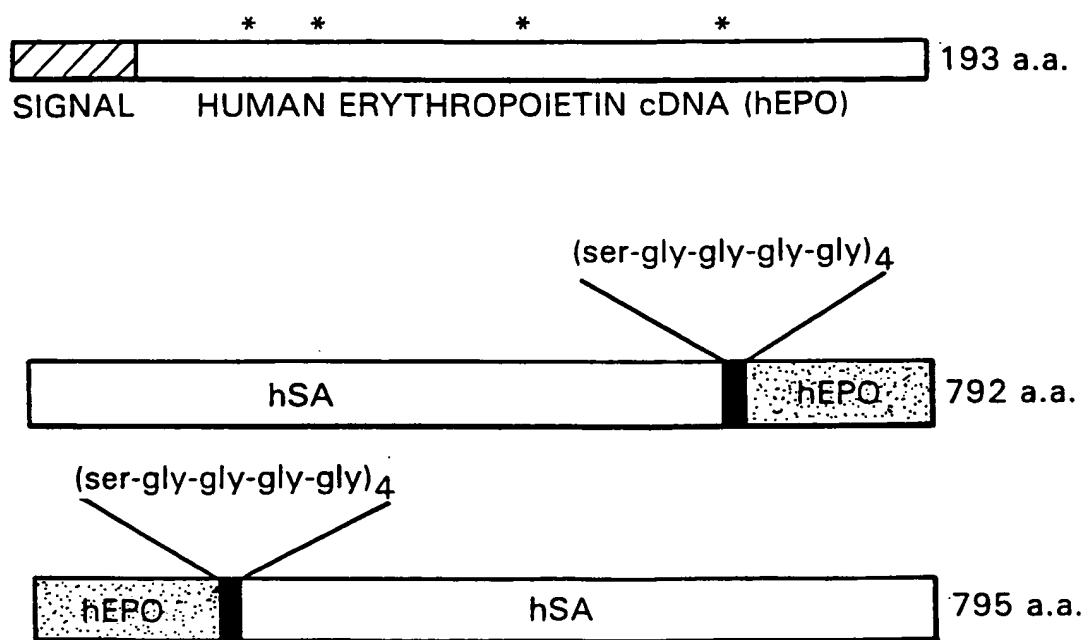 * * * *
193 a.a.
SIGNAL HUMAN ERYTHROPOIETIN cDNA (hEPO)
(ser-gly-gly-gly-gly)4
hSA hEPO 792 a.a.
(ser-gly-gly-gly-gly)4
hEPO hSA 795 a.a.